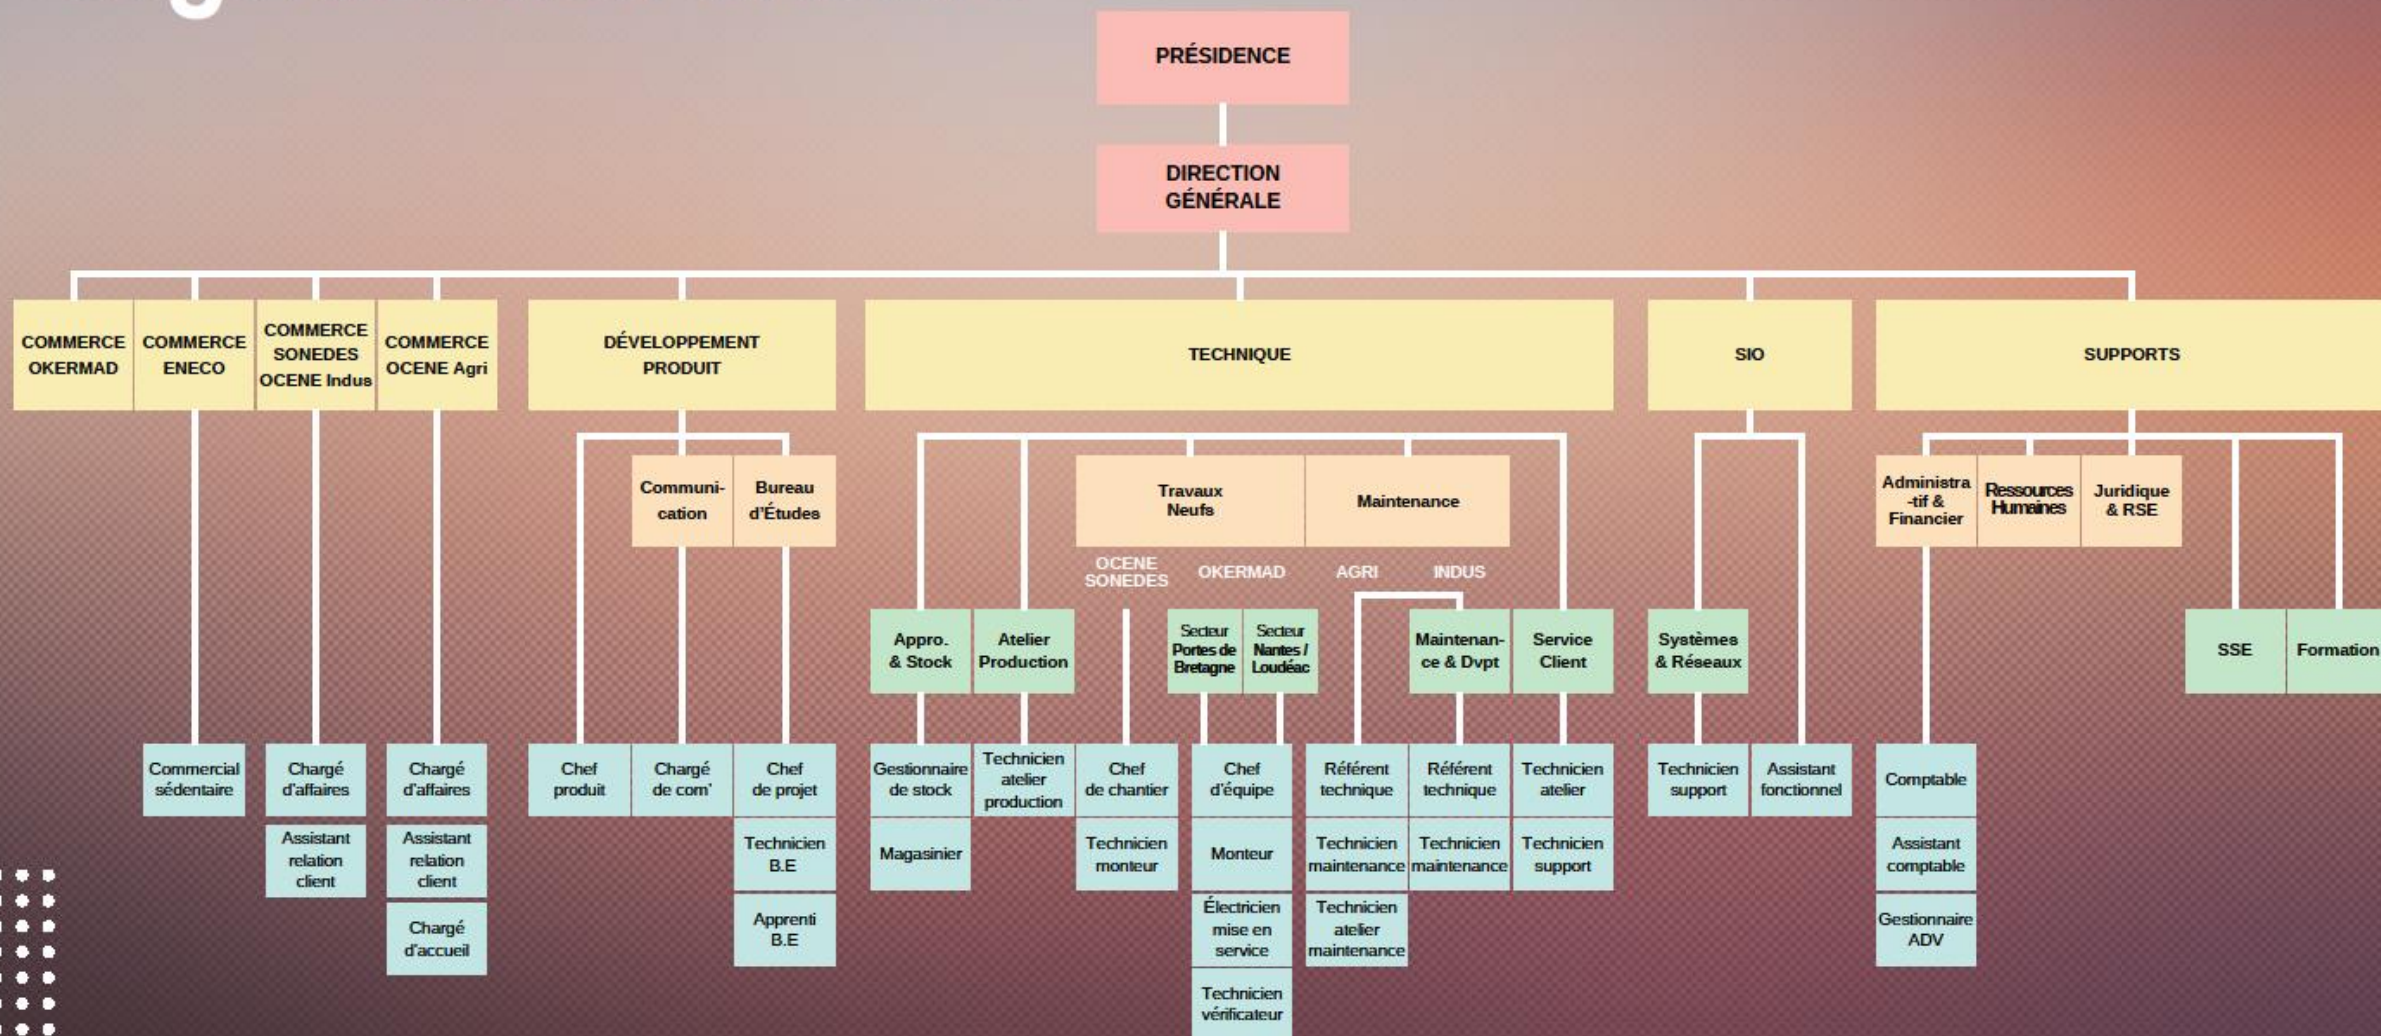 PRÉSIDENCE
DIRECTION
GÉNÉRALE
COMMERCE
OKERMAD
COMMERCE
ENECO
COMMERCE
SONEDES
OCENE Indus
COMMERCE
OCENE Agri
DÉVELOPPEMENT
PRODUIT
TECHNIQUE
SIO
SUPPORTS
Communi-
cation
Bureau
d'Études
Travaux
Neufs
Maintenance
Administra
-tif &
Financier
Ressources
Humaines
Juridique
& RSE
OCENE
SONEDES
OKERMAD
AGRI
INDUS
Appro.
& Stock
Atelier
Production
Secteur
Portes de
Bretagne
Secteur
Nantes /
Loudéac
Maintenan-
ce & Dvpt
Service
Client
Systèmes
& Réseaux
SSE
Formation
Commercial
sédentaire
Chargé
d'affaires
Chargé
d'affaires
Chef
produit
Chargé
de com'
Chef
de projet
Gestionnaire
de stock
Technicien
atelier
production
Chef
de chantier
Chef
d'équipe
Référent
technique
Référent
technique
Technicien
atelier
Technicien
support
Assistant
fonctionnel
Comptable
Assistant
relation
client
Assistant
relation
client
Technicien
B.E
Magasinier
Technicien
monteur
Monteur
Technicien
maintenance
Technicien
maintenance
Technicien
support
Assistant
comptable
Chargé
d'accueil
Apprenti
B.E
Électricien
mise en
service
Technicien
atelier
maintenance
Gestionnaire
ADV
Technicien
vérificateur